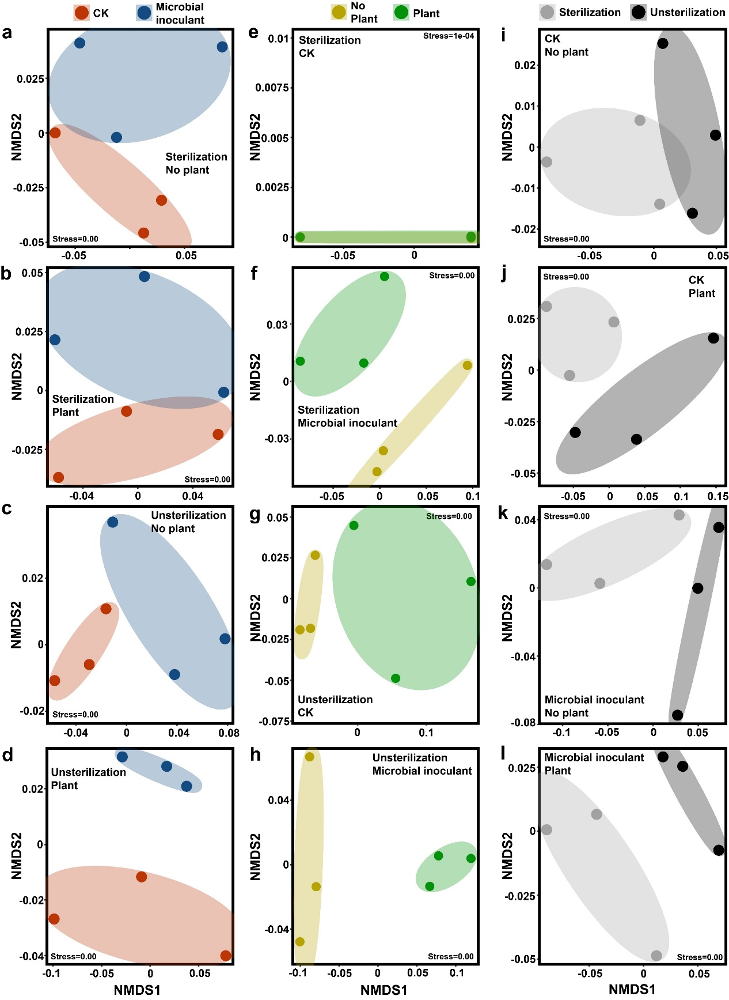 CK
Microbial
inoculant
No
Plant
Plant
Sterilization
Unsterilization
a
0.025
0
-0.025
-0.05
NMDS2
Sterilization
No plant
Stress=0.00
-0.05
0.05
e
Sterilization
CK
Stress=1e-04
0.01
0.0075
0.005
0.0025
0
NMDS2
-0.05
0
i
CK
No plant
0.02
0.01
0
-0.01
-0.02
NMDS2
Stress=0.00
-0.05
0
0.05
b
0.05
0.025
0
-0.025
NMDS2
Sterilization
Plant
Stress=0.00
-0.04
0
0.04
f
Stress=0.00
0.03
0
-0.03
NMDS2
Sterilization
Microbial inoculant
-0.05
0
0.05
0.1
j
Stress=0.00
CK
Plant
0.025
0
-0.025
-0.05
NMDS2
-0.05
0
0.05
0.1
0.15
c
Unsterilization
No plant
0.02
0
-0.02
NMDS2
Stress=0.00
-0.04
0
0.04
0.08
g
Stress=0.00
0.05
0.025
0
-0.025
-0.05
-0.075
NMDS2
Unsterilization
CK
0
0.1
k
Stress=0.00
0.04
0
-0.04
-0.08
NMDS2
Microbial inoculant
No plant
-0.1
-0.05
0
0.05
d
Unsterilization
Plant
0.02
0
-0.02
-0.04
NMDS2
Stress=0.00
-0.1
-0.05
0
0.05
NMDS1
h
Unsterilization
Microbial inoculant
0.04
0
-0.04
NMDS2
Stress=0.00
-0.1
-0.05
0
0.05
0.1
NMDS1
l
Microbial inoculant
Plant
0.025
0
-0.025
-0.05
NMDS2
Stress=0.00
-0.05
0
0.05
NMDS1